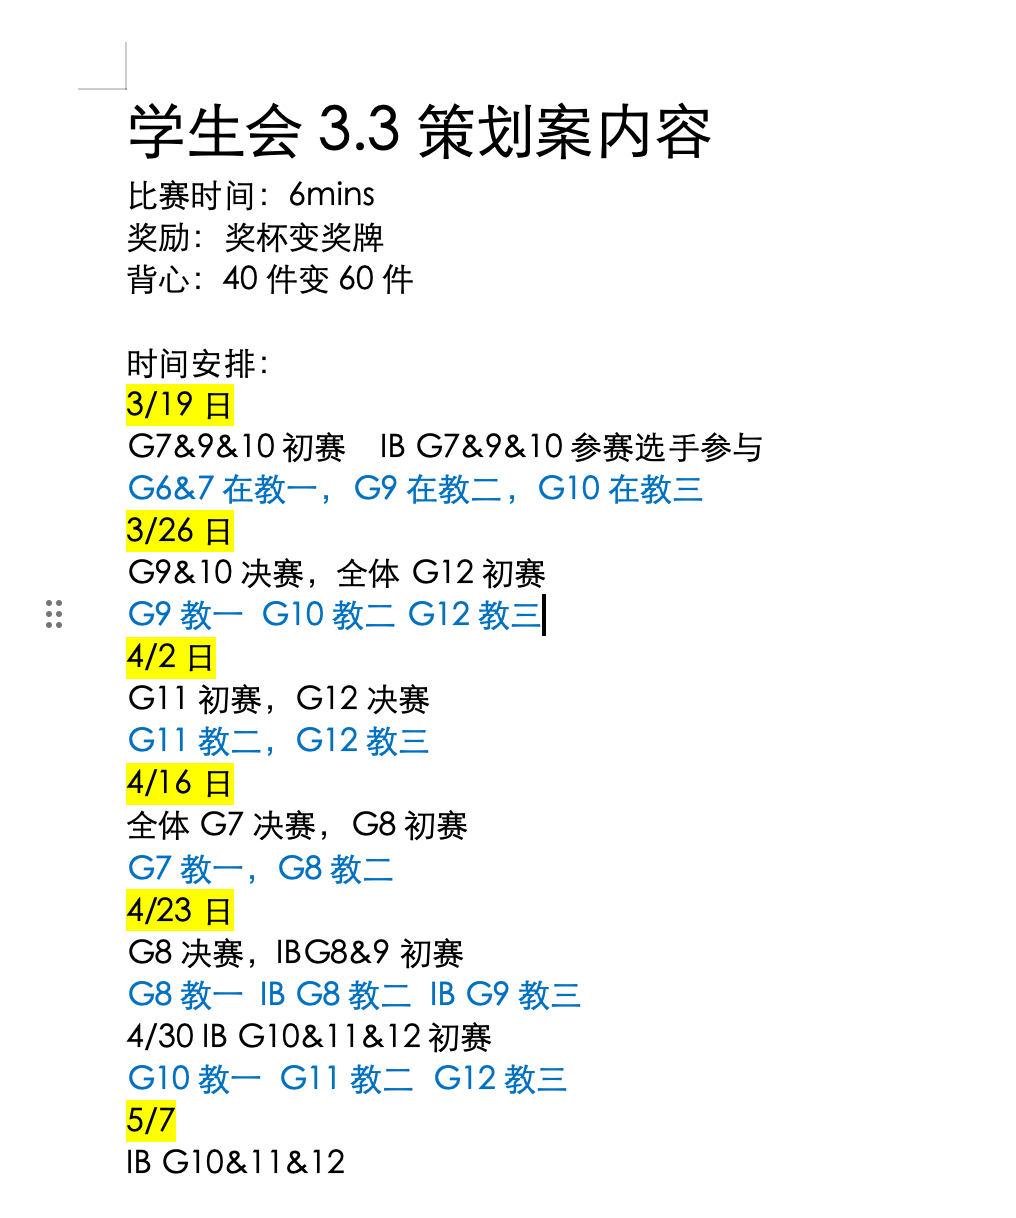 学生会 3.3 策划案内容
比赛时间：6mins
奖励：奖杯变奖牌
背心：40 件变 60 件
时间安排：
3/19 日
G7&9&10 初赛 IB G7&9&10 参赛选手参与
G6&7 在教一，G9 在教二，G10 在教三
3/26 日
G9&10 决赛，全体 G12 初赛
G9 教一 G10 教二 G12 教三
4/2 日
G11 初赛，G12 决赛
G11 教二，G12 教三
4/16 日
全体 G7 决赛，G8 初赛
G7 教一，G8 教二
4/23 日
G8 决赛，IBG8&9 初赛
G8 教一 IB G8 教二 IB G9 教三
4/30 IB G10&11&12 初赛
G10 教一 G11 教二 G12 教三
5/7
IB G10&11&12